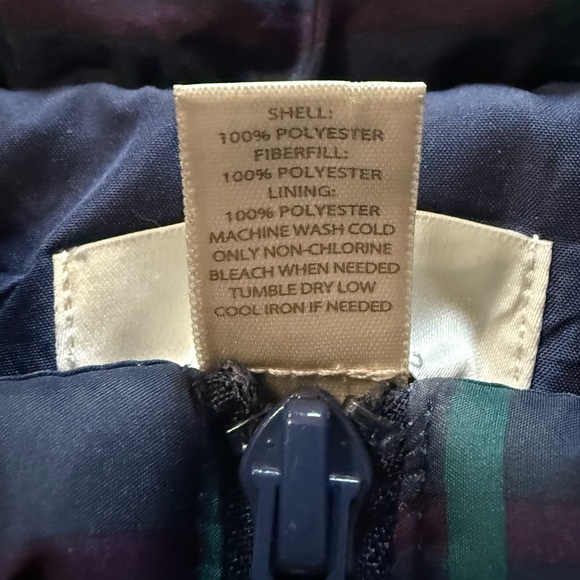 SHELL:
100% POLYESTER
FIBERFILL:
100% POLYESTER
LINING:
100% POLYESTER
MACHINE WASH COLD
ONLY NON-CHLORINE
BLEACH WHEN NEEDED
TUMBLE DRY LOW
COOL IRON IF NEEDED